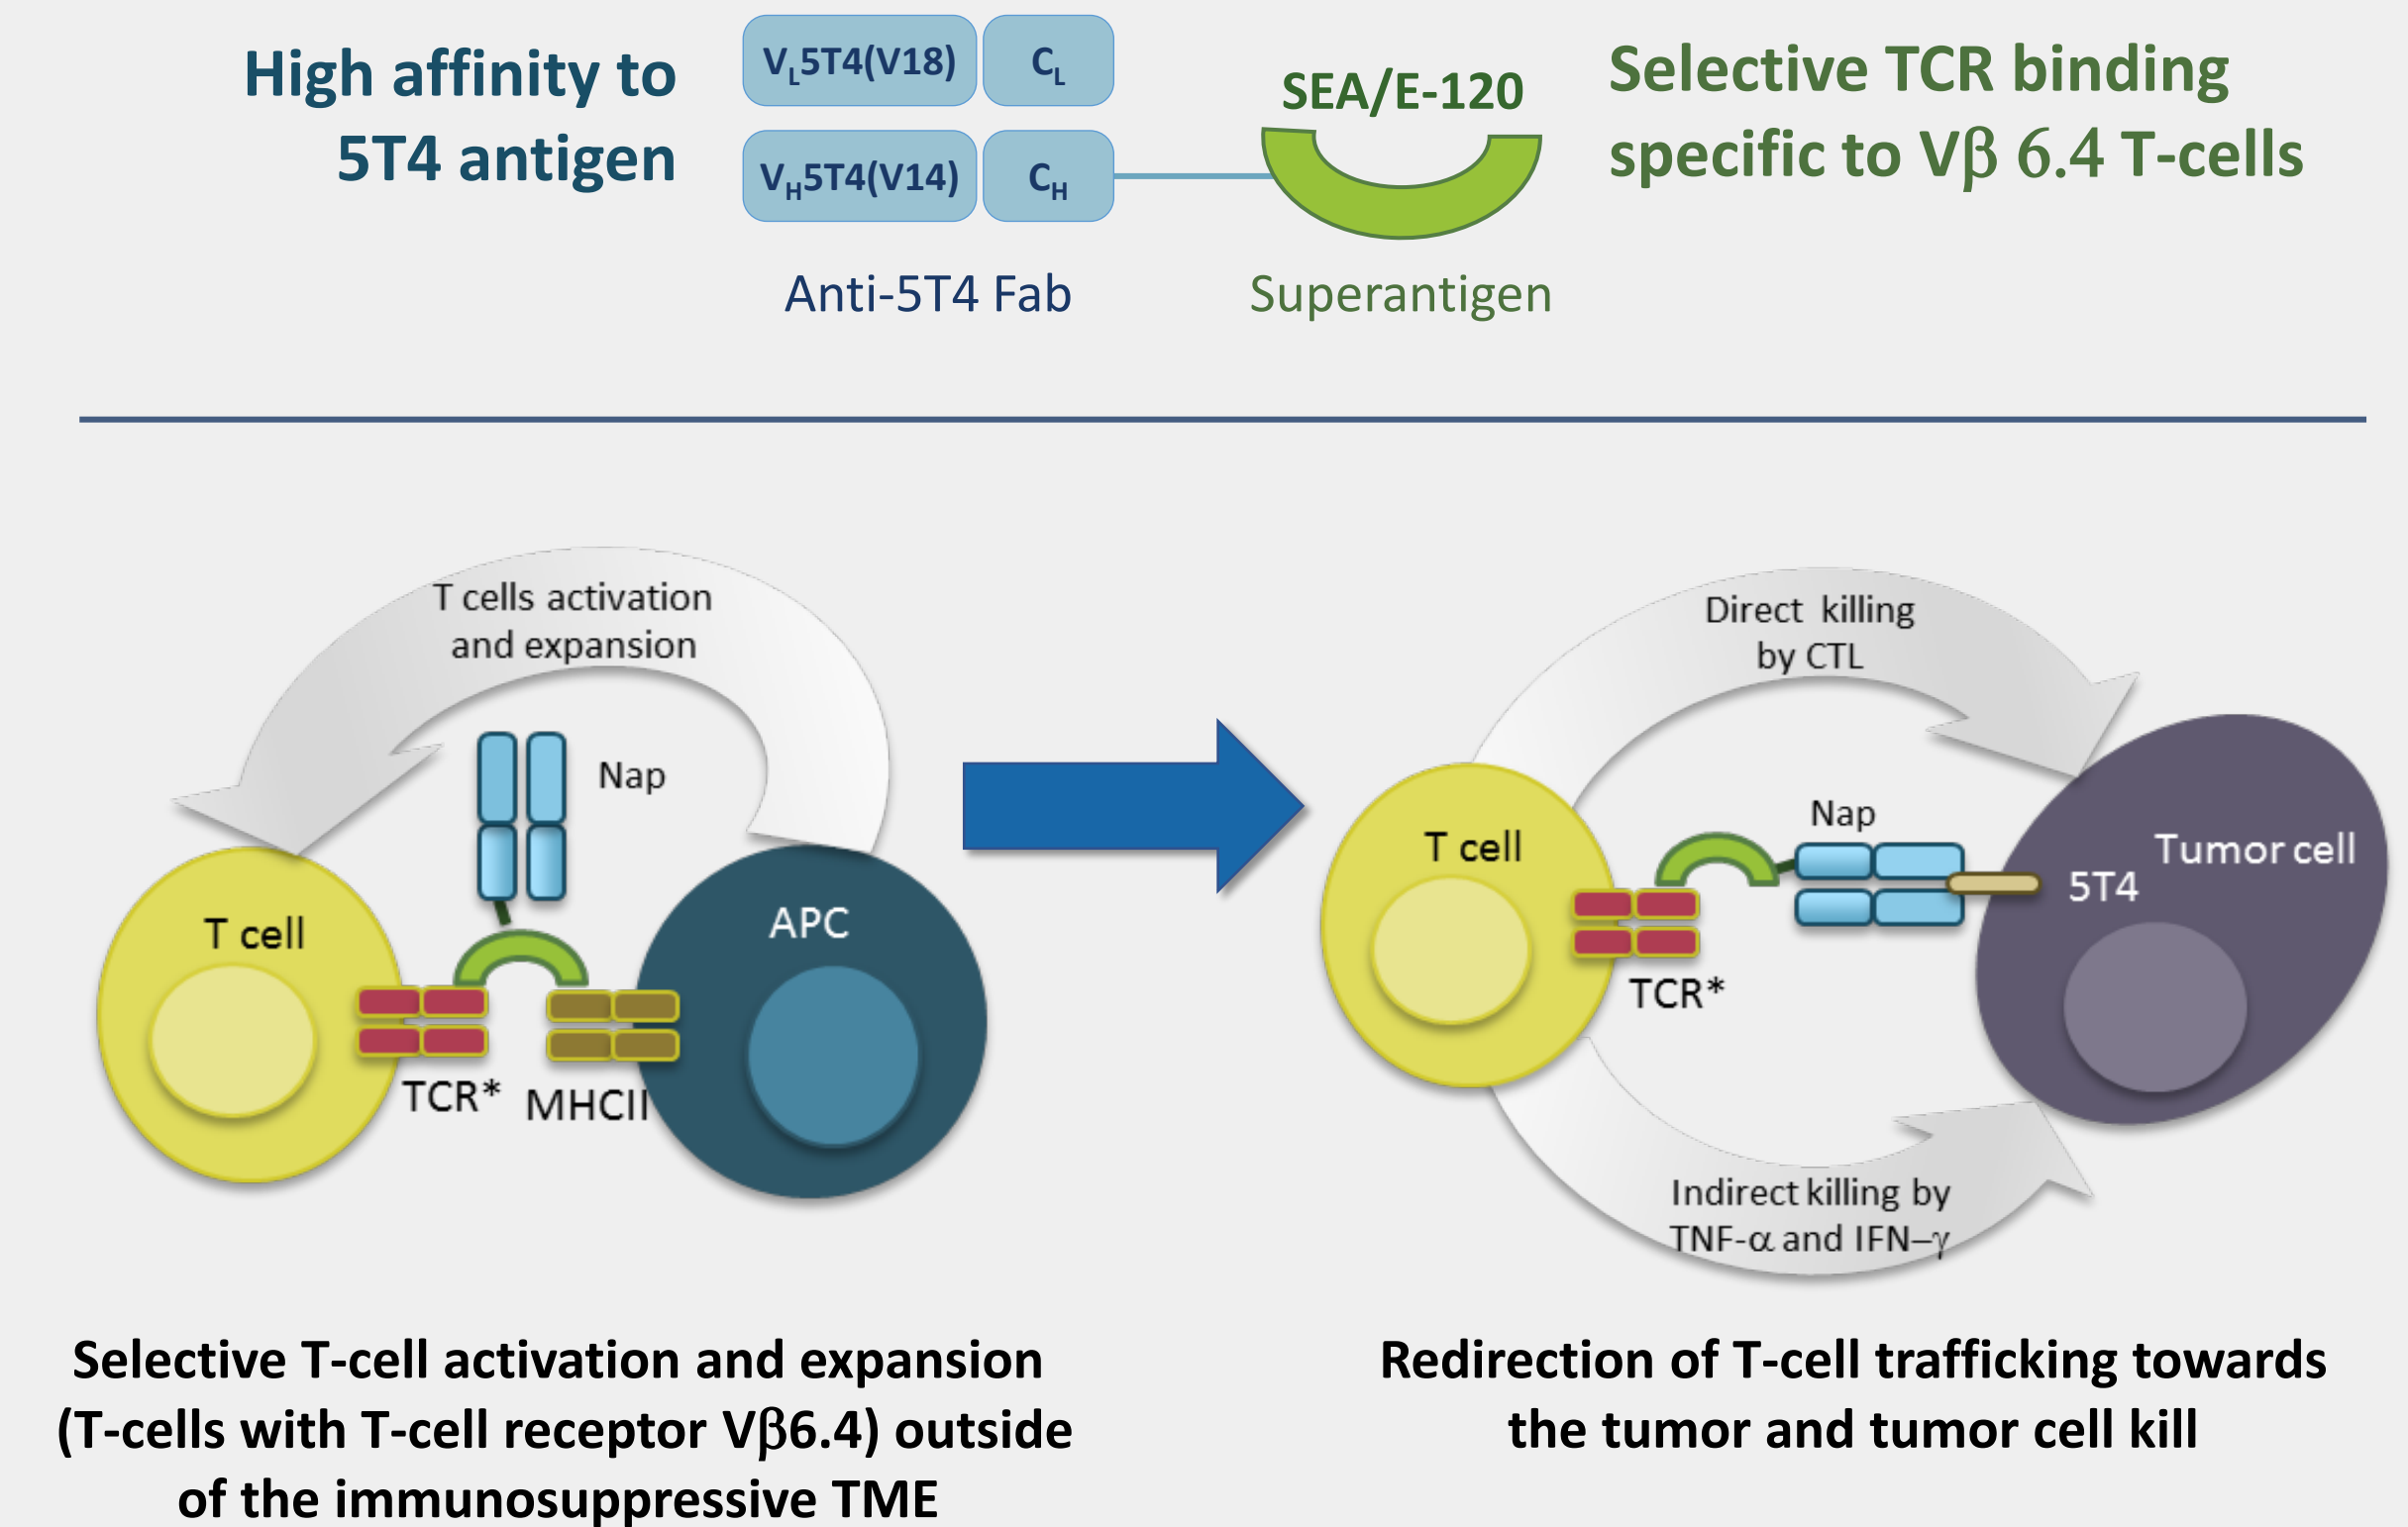 High affinity to
5T4 antigen
VL5T4(V18)
CL
VH5T4(V14)
CH
Anti-5T4 Fab
SEA/E-120
Superantigen
Selective TCR binding
specific to Vβ 6.4 T-cells
T cells activation
and expansion
Nap
T cell
APC
TCR*
MHCII
Selective T-cell activation and expansion
(T-cells with T-cell receptor Vβ6.4) outside
of the immunosuppressive TME
Direct killing
by CTL
Nap
T cell
Tumor cell
5T4
TCR*
Indirect killing by
TNF-α and IFN–γ
Redirection of T-cell trafficking towards
the tumor and tumor cell kill